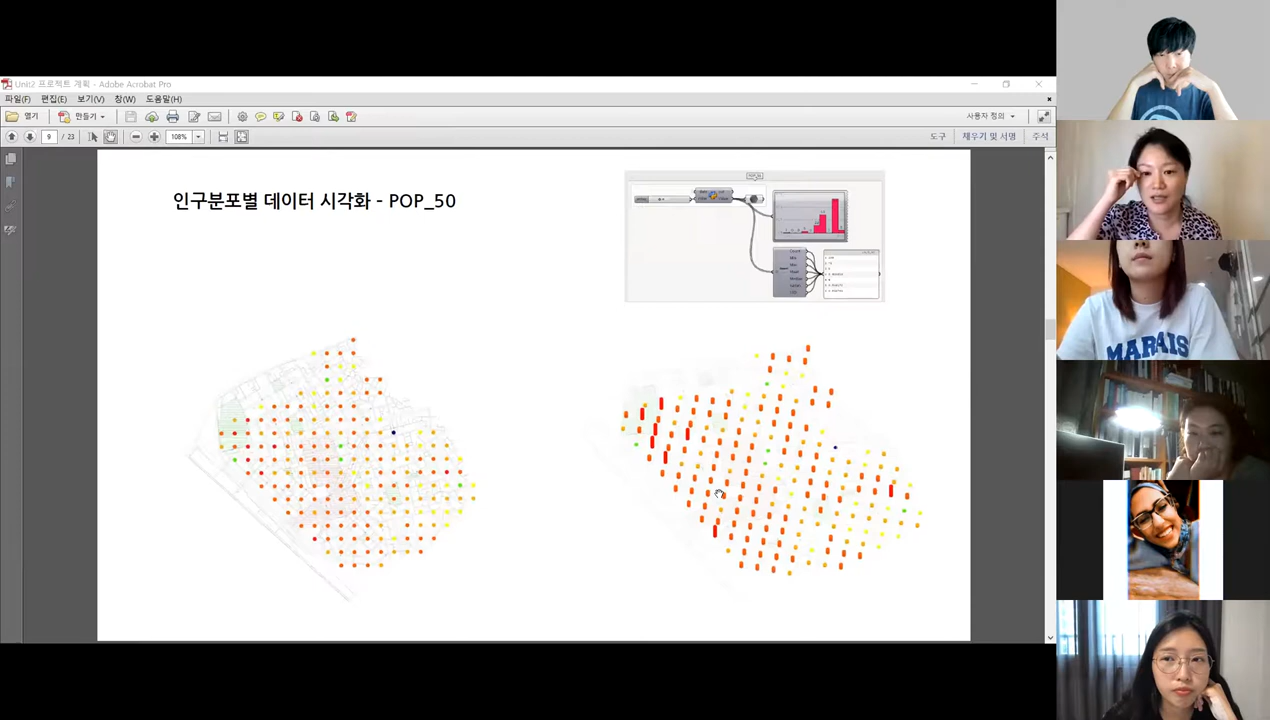 Unit2 프로젝트 계획 - Adobe Acrobat Pro
파일(F) 편집(E) 보기(V) 창(W) 도움말(H)
열기 만들기 사용자 정의
9 / 23 108% 도구 채우기 및 서명 주석
인구분포별 데이터 시각화 - POP_50
MARAIS